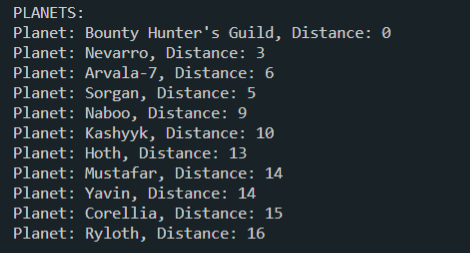 PLANETS:
Planet: Bounty Hunter's Guild, Distance: 0
Planet: Nevarro, Distance: 3
Planet: Arvala-7, Distance: 6
Planet: Sorgan, Distance: 5
Planet: Naboo, Distance: 9
Planet: Kashyyk, Distance: 10
Planet: Hoth, Distance: 13
Planet: Mustafar, Distance: 14
Planet: Yavin, Distance: 14
Planet: Corellia, Distance: 15
Planet: Ryloth, Distance: 16